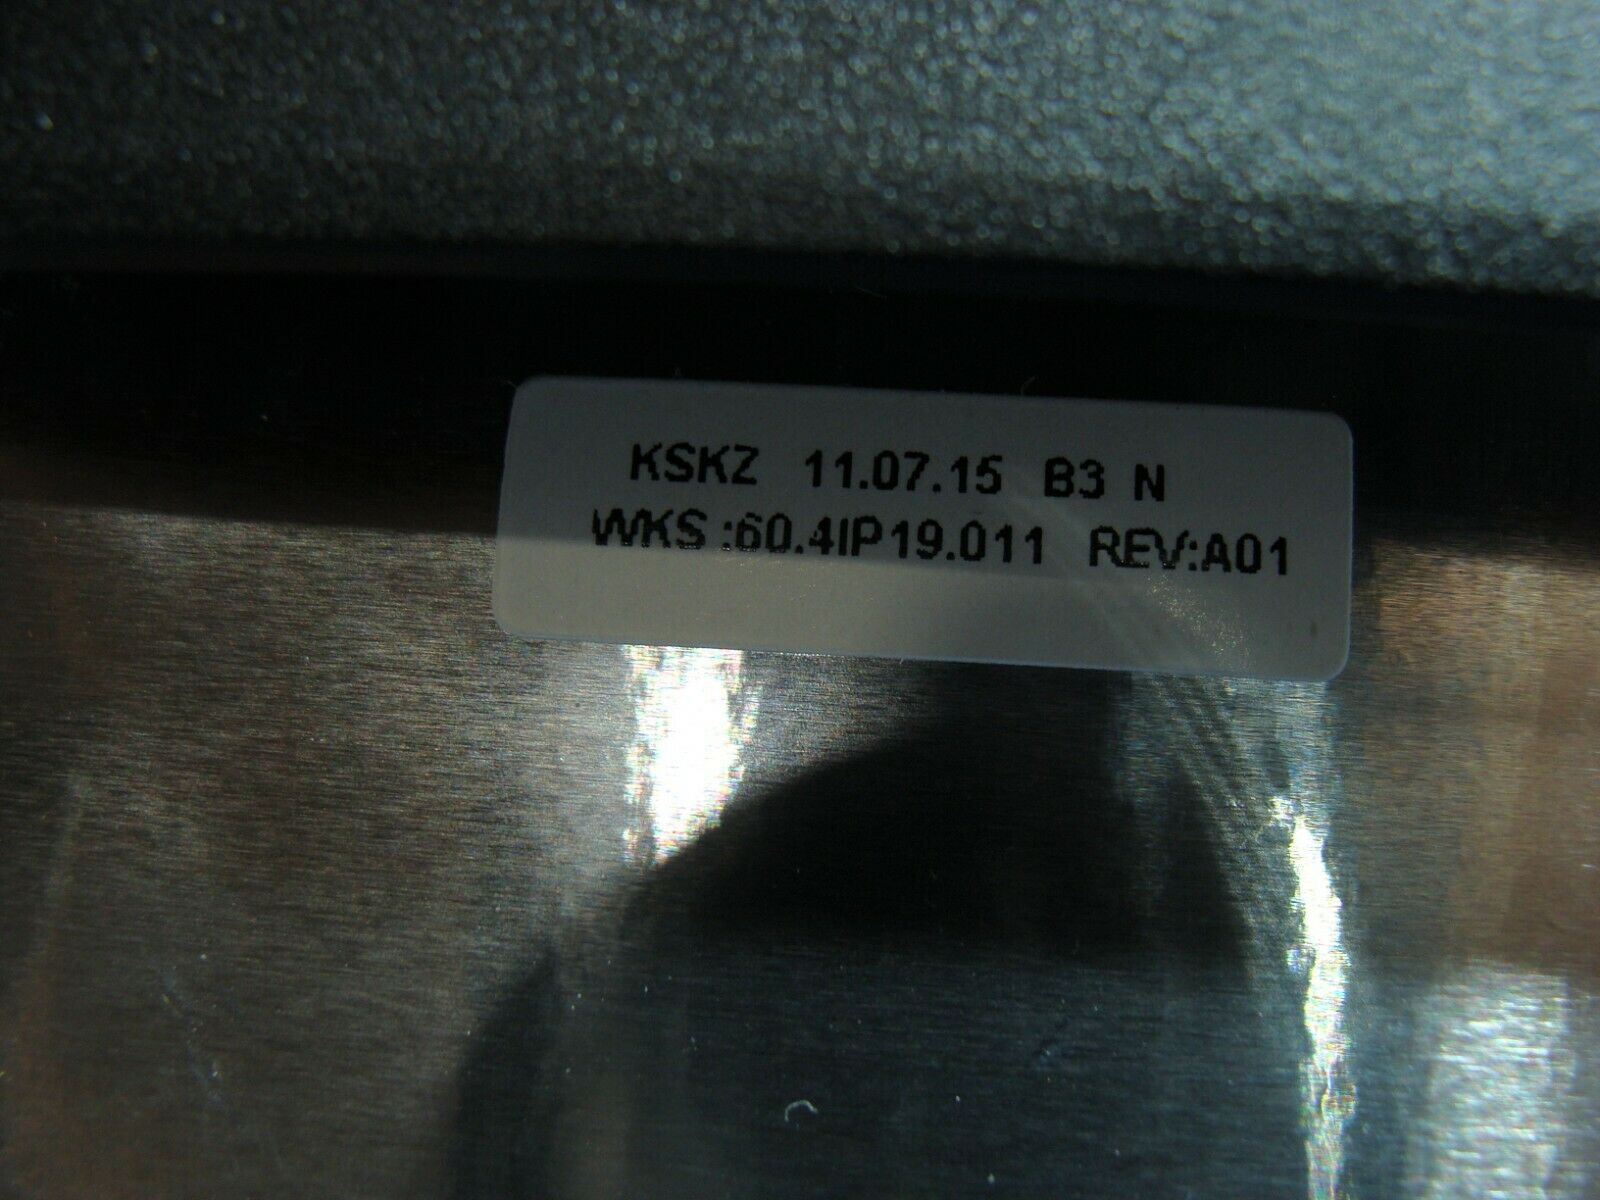 KSKZ 11.07.15 B3 N
WKS:60.4IP19.011 REV:A01